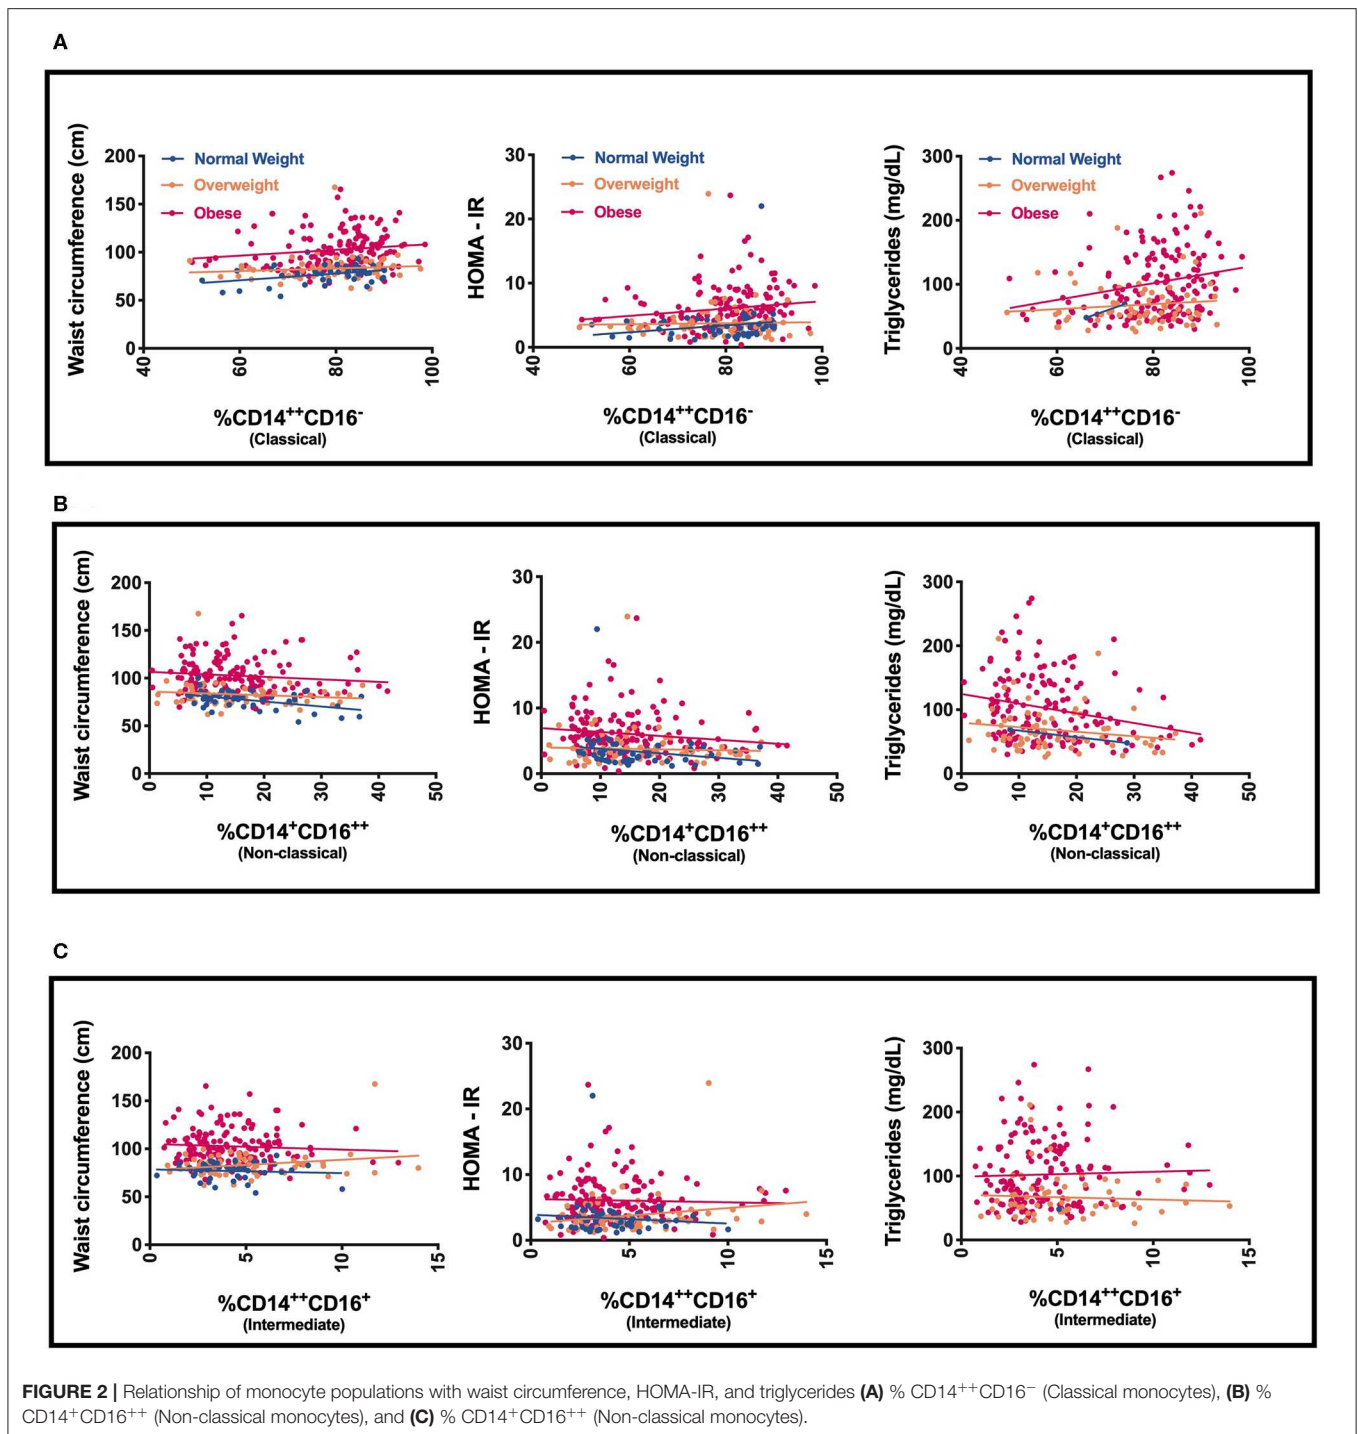 A
Waist circumference (cm)
200
150
100
50
0
Normal Weight
Overweight
Obese
40
60
80
100
%CD14++CD16-
(Classical)
HOMA - IR
30
20
10
0
Normal Weight
Overweight
Obese
40
60
80
100
%CD14++CD16-
(Classical)
Triglycerides (mg/dL)
300
200
100
0
Normal Weight
Overweight
Obese
40
60
80
100
%CD14++CD16-
(Classical)
B
Waist circumference (cm)
200
150
100
50
0
0
10
20
30
40
50
%CD14+CD16++
(Non-classical)
HOMA - IR
30
20
10
0
0
10
20
30
40
50
%CD14+CD16++
(Non-classical)
Triglycerides (mg/dL)
300
200
100
0
0
10
20
30
40
50
%CD14+CD16++
(Non-classical)
C
Waist circumference (cm)
200
150
100
50
0
0
5
10
15
%CD14++CD16+
(Intermediate)
HOMA - IR
30
20
10
0
0
5
10
15
%CD14++CD16+
(Intermediate)
Triglycerides (mg/dL)
300
200
100
0
0
5
10
15
%CD14++CD16+
(Intermediate)
FIGURE 2 | Relationship of monocyte populations with waist circumference, HOMA-IR, and triglycerides (A) % CD14++CD16− (Classical monocytes), (B) %
CD14+CD16++ (Non-classical monocytes), and (C) % CD14+CD16++ (Non-classical monocytes).